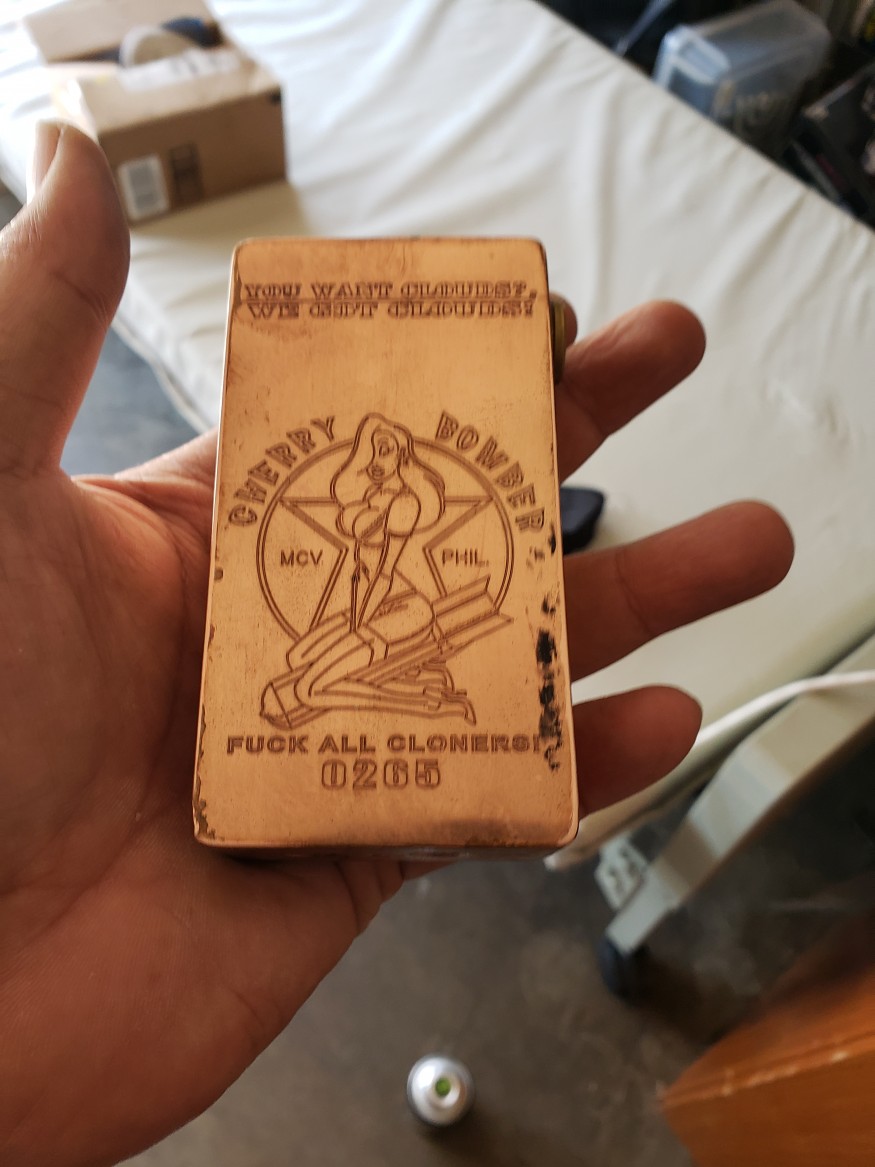 YOU WANT CLOUDS?,
WE GOT CLOUDS!
CHERRY BOMBER
MCV PHIL.
FUCK ALL CLONERS!
0265